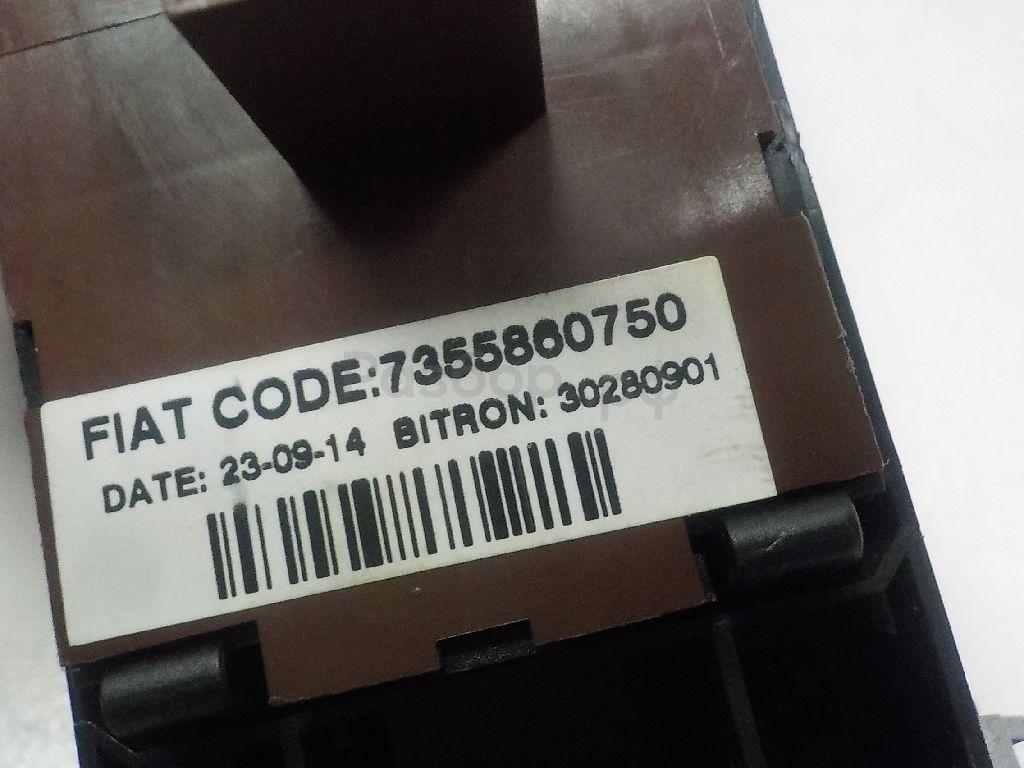 FIAT CODE:7355860750
DATE: 23-09-14 BITRON: 30280901